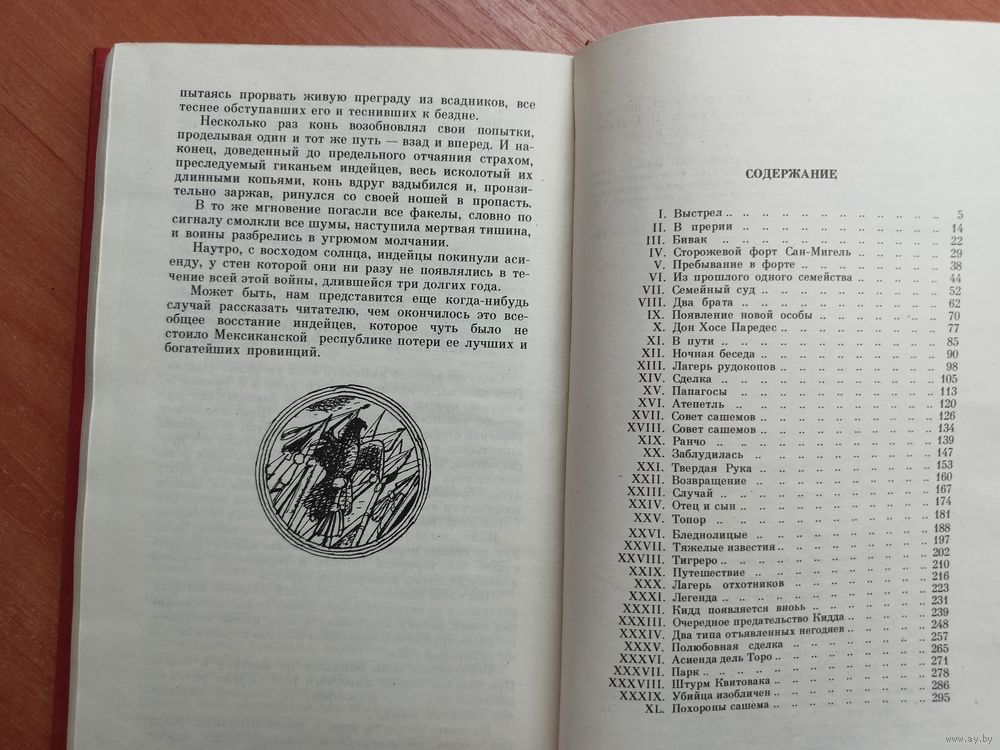 пытаясь прорвать живую преграду из всадников, все
теснее обступавших его и теснивших к бездне.
Несколько раз конь возобновлял свои попытки,
проделывая один и тот же путь — взад и вперед. И на-
конец, доведенный до предельного отчаяния страхом,
преследуемый гиканьем индейцев, весь исколотый их
длинными копьями, конь вдруг вздыбился и, пронзи-
тельно заржав, ринулся со своей ношей в пропасть.
В то же мгновение погасли все факелы, словно по
сигналу смолкли все шумы, наступила мертвая тишина,
и воины разбрелись в угрюмом молчании.
Наутро, с восходом солнца, индейцы покинули аси-
енду, у стен которой они ни разу не появлялись в те-
чение всей этой войны, длившейся три долгих года.
Может быть, нам представится еще когда-нибудь
случай рассказать читателю, чем окончилось это все-
общее восстание индейцев, которое чуть было не
стоило Мексиканской республике потери ее лучших и
богатейших провинций.
СОДЕРЖАНИЕ
I. Выстрел .. .. .. 5
II. В прерии .. .. .. 14
III. Бивак .. .. .. 22
IV. Сторожевой форт Сан-Мигель .. .. .. 29
V. Пребывание в форте .. .. .. 38
VI. Из прошлого одного семейства .. .. .. 44
VII. Семейный суд .. .. .. 52
VIII. Два брата .. .. .. 62
IX. Появление новой особы .. .. .. 70
X. Дон Хосе Паредес .. .. .. 77
XI. В пути .. .. .. 85
XII. Ночная беседа .. .. .. 90
XIII. Лагерь рудокопов .. .. .. 98
XIV. Сделка .. .. .. 105
XV. Папагосы .. .. .. 113
XVI. Атепетль .. .. .. 120
XVII. Совет сашемов .. .. .. 126
XVIII. Совет сашемов .. .. .. 134
XIX. Ранчо .. .. .. 139
XX. Заблудилась .. .. .. 147
XXI. Твердая Рука .. .. .. 153
XXII. Возвращение .. .. .. 160
XXIII. Случай .. .. .. 167
XXIV. Отец и сын .. .. .. 174
XXV. Топор .. .. .. 181
XXVI. Бледнолицые .. .. .. 188
XXVII. Тяжелые известия .. .. .. 197
XXVIII. Тигреро .. .. .. 202
XXIX. Путешествие .. .. .. 210
XXX. Лагерь отхотников .. .. .. 216
XXXI. Легенда .. .. .. 223
XXXII. Кидд появляется вноьь .. .. .. 231
XXXIII. Очередное предательство Кидда .. .. .. 239
XXXIV. Два типа отъявленных негодяев .. .. .. 248
XXXV. Полюбовная сделка .. .. .. 257
XXXVI. Асиенда дель Торо .. .. .. 265
XXXVII. Парк .. .. .. 271
XXXVIII. Штурм Квитовака .. .. .. 278
XXXIX. Убийца изобличен .. .. .. 286
XL. Похороны сашема .. .. .. 295
www.ay.by